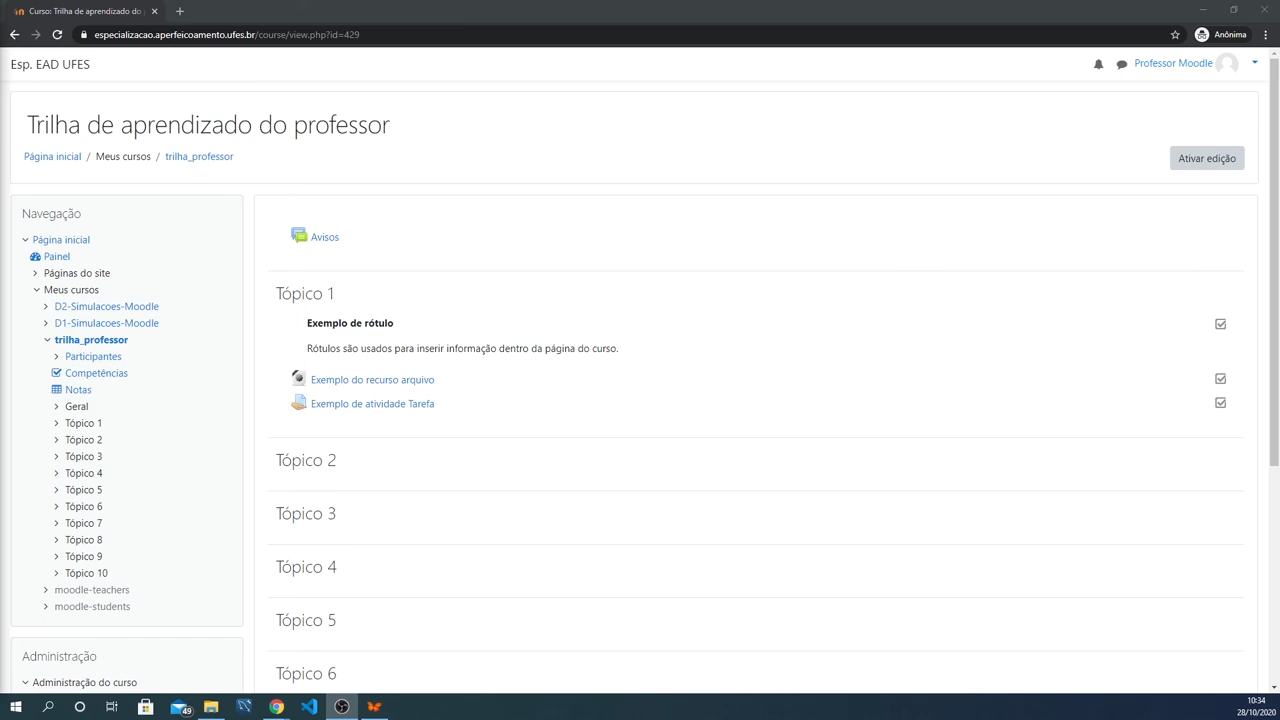 Curso: Trilha de aprendizado do
especializacao.aperfeicoamento.ufes.br/course/view.php?id=429
Anônima
Esp. EAD UFES
Professor Moodle
Trilha de aprendizado do professor
Página inicial / Meus cursos / trilha_professor
Ativar edição
Navegação
Página inicial
Painel
Páginas do site
Meus cursos
D2-Simulacoes-Moodle
D1-Simulacoes-Moodle
trilha_professor
Participantes
Competências
Notas
Geral
Tópico 1
Tópico 2
Tópico 3
Tópico 4
Tópico 5
Tópico 6
Tópico 7
Tópico 8
Tópico 9
Tópico 10
moodle-teachers
moodle-students
Administração
Administração do curso
Avisos
Tópico 1
Exemplo de rótulo
Rótulos são usados para inserir informação dentro da página do curso.
Exemplo do recurso arquivo
Exemplo de atividade Tarefa
Tópico 2
Tópico 3
Tópico 4
Tópico 5
Tópico 6
49
10:34
28/10/2020